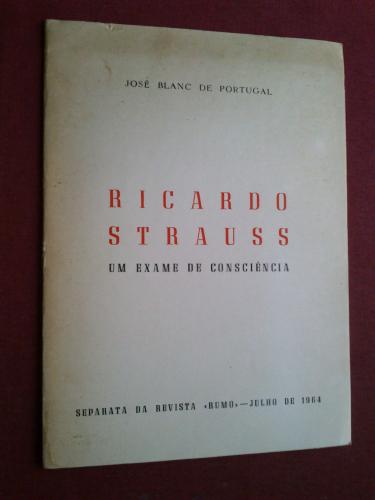 JOSÉ BLANC DE PORTUGAL
RICARDO
STRAUSS
UM EXAME DE CONSCIÊNCIA
SEPARATA DA REVISTA «RUMO»—JULHO DE 1964